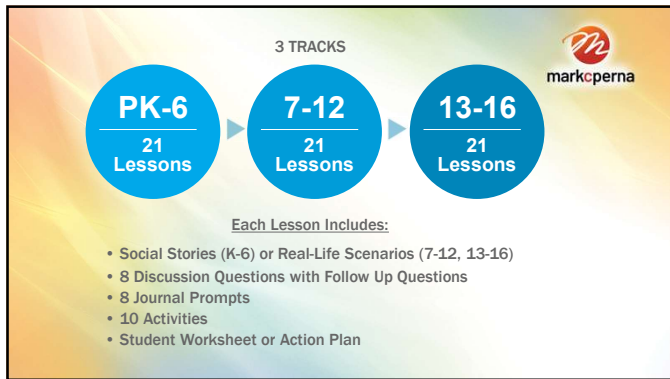 3 TRACKS
markcperna
PK-6
21
Lessons
7-12
21
Lessons
13-16
21
Lessons
Each Lesson Includes:
• Social Stories (K-6) or Real-Life Scenarios (7-12, 13-16)
• 8 Discussion Questions with Follow Up Questions
• 8 Journal Prompts
• 10 Activities
• Student Worksheet or Action Plan